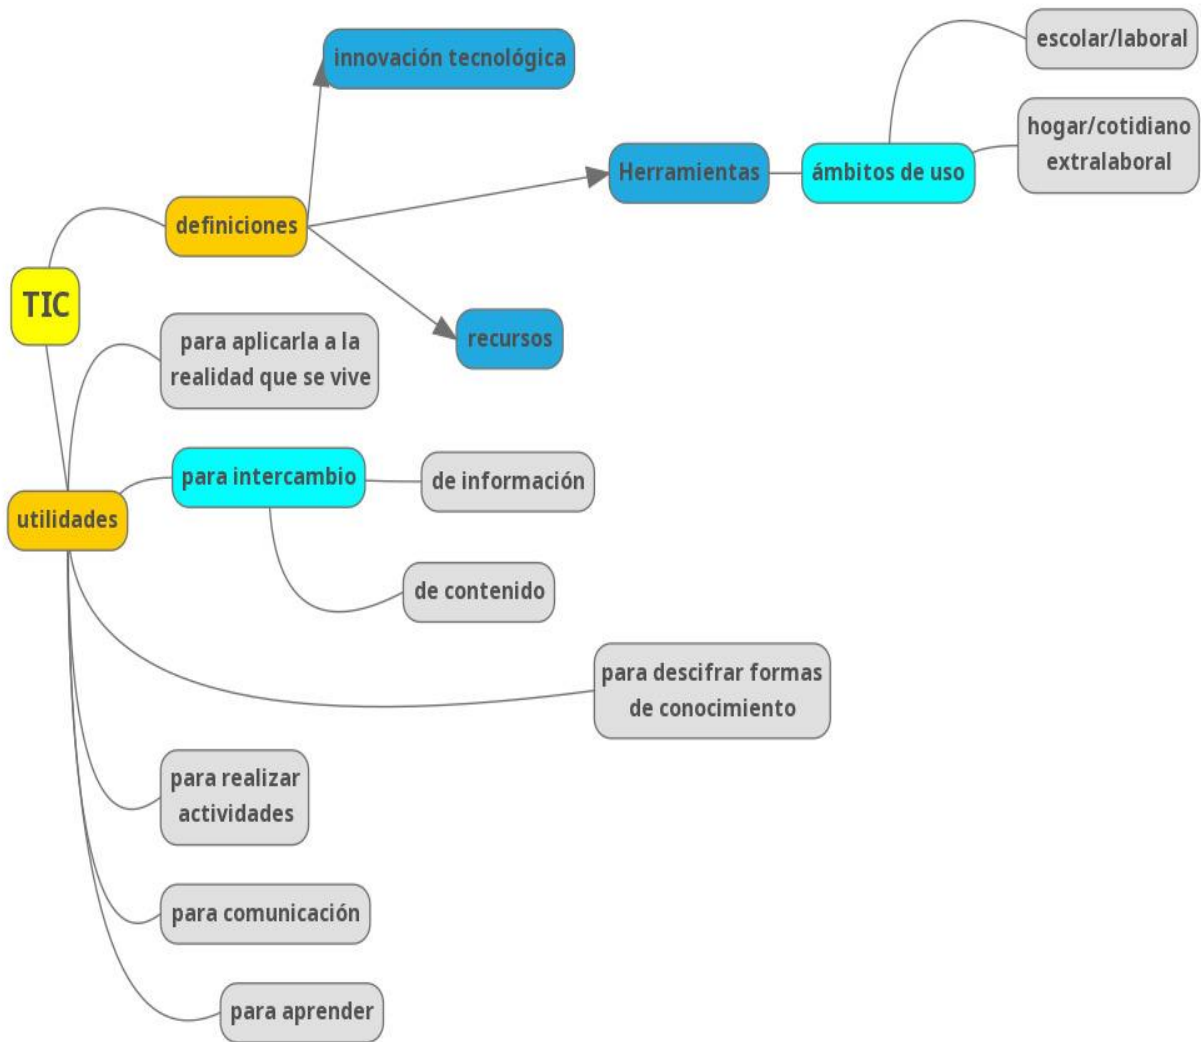 TIC
definiciones
innovación tecnológica
Herramientas
ámbitos de uso
escolar/laboral
hogar/cotidiano
extralaboral
recursos
utilidades
para aplicarla a la
realidad que se vive
para intercambio
de información
de contenido
para descifrar formas
de conocimiento
para realizar
actividades
para comunicación
para aprender